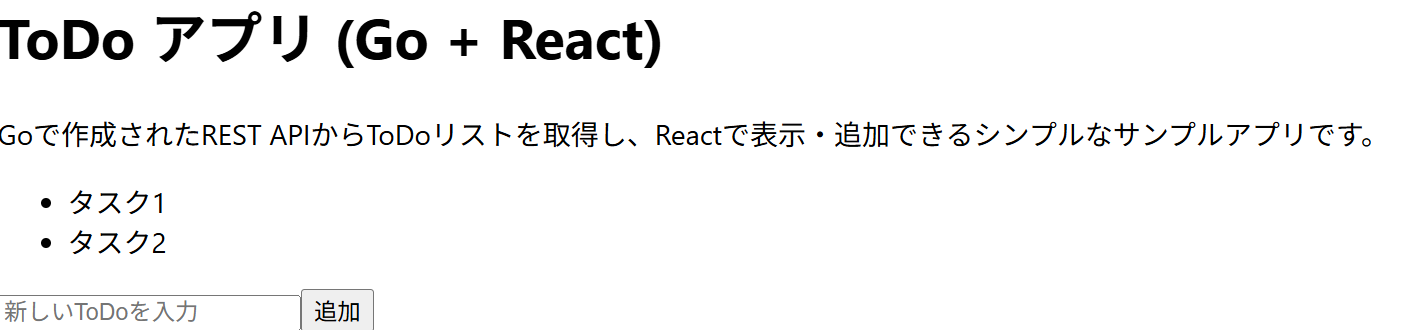 ToDo アプリ (Go + React)
Goで作成されたREST APIからToDoリストを取得し、Reactで表示・追加できるシンプルなサンプルアプリです。
タスク1
タスク2
新しいToDoを入力 追加